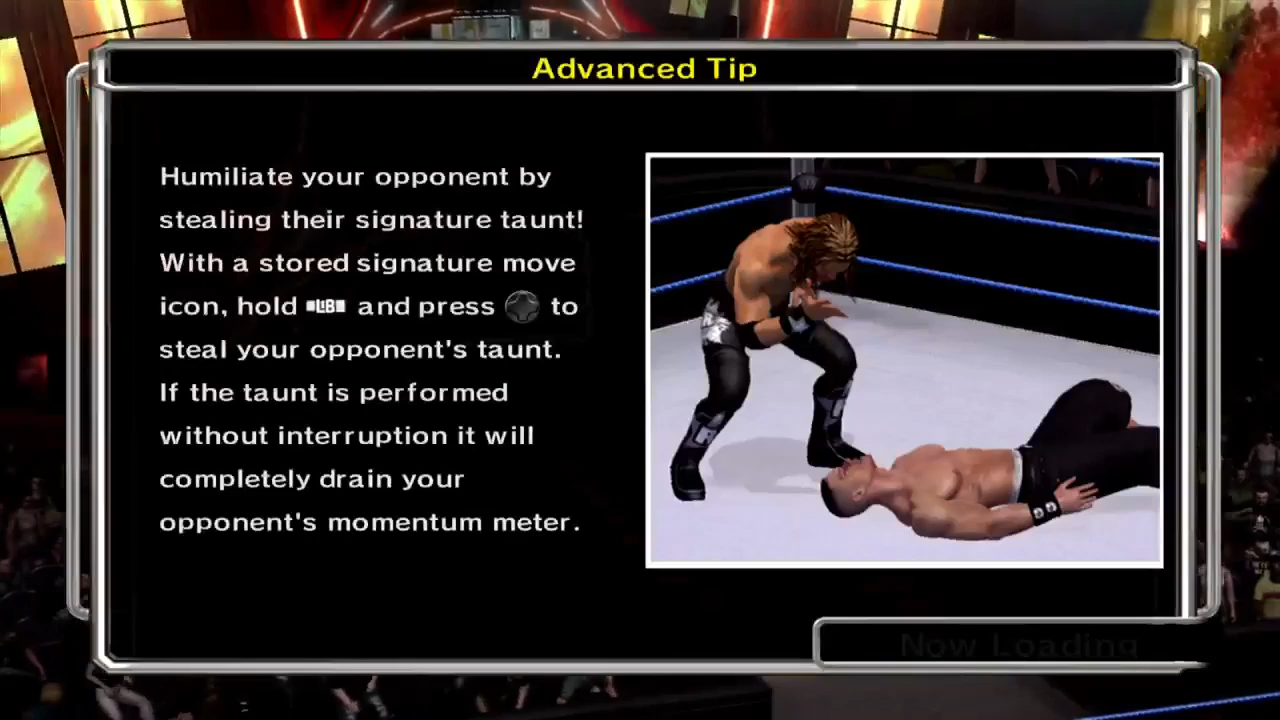 Advanced Tip
Humiliate your opponent by
stealing their signature taunt!
With a stored signature move
icon, hold LB and press to
steal your opponent's taunt.
If the taunt is performed
without interruption it will
completely drain your
opponent's momentum meter.
Now Loading